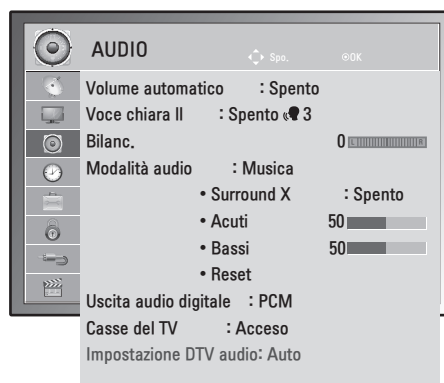 AUDIO Spo. OK
Volume automatico : Spento
Voce chiara II : Spento 3
Bilanc. 0 L R
Modalità audio : Musica
• Surround X : Spento
• Acuti 50
• Bassi 50
• Reset
Uscita audio digitale : PCM
Casse del TV : Acceso
Impostazione DTV audio: Auto